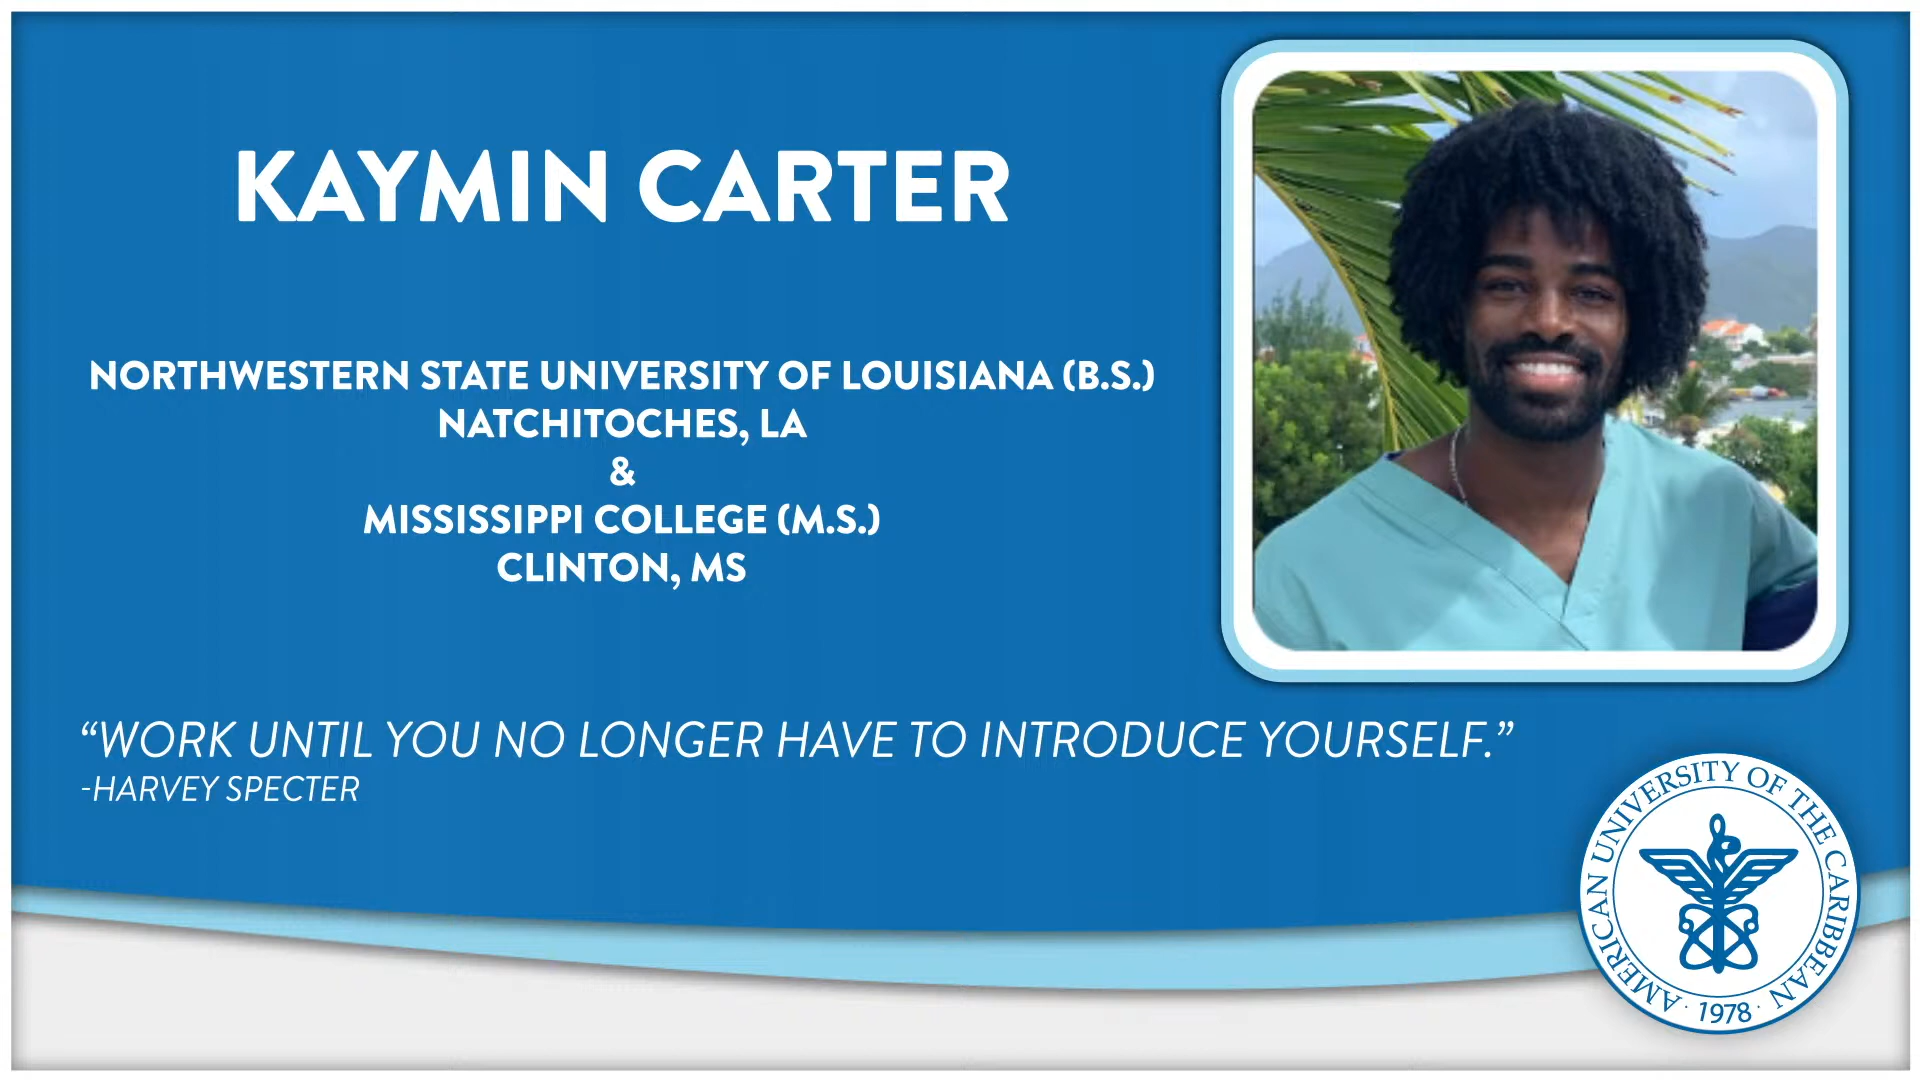 KAYMIN CARTER
NORTHWESTERN STATE UNIVERSITY OF LOUISIANA (B.S.)
NATCHITOCHES, LA
&
MISSISSIPPI COLLEGE (M.S.)
CLINTON, MS
“WORK UNTIL YOU NO LONGER HAVE TO INTRODUCE YOURSELF.”
-HARVEY SPECTER
AMERICAN UNIVERSITY OF THE CARIBBEAN
· 1978 ·